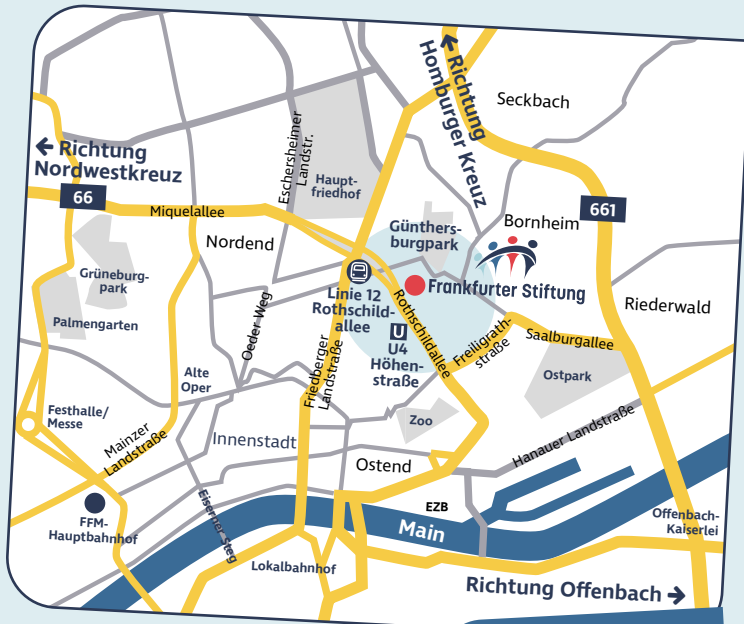 Richtung
Homburger Kreuz
Seckbach
Eschersheimer
Landstr.
Richtung
Nordwestkreuz
66
Haupt-
friedhof
661
Miquelallee
Günthers-
burgpark
Bornheim
Nordend
Grüneburg-
park
Frankfurter Stiftung
Linie 12
Rothschild-
allee
Rothschildallee
Riederwald
Palmengarten
Oeder Weg
U
U4
Höhen-
straße
Freiligrath-
straße
Saalburgallee
Friedberger
Landstraße
Alte
Oper
Ostpark
Festhalle/
Messe
Mainzer
Landstraße
Zoo
Hanauer Landstraße
Innenstadt
Ostend
Eiserner Steg
EZB
FFM-
Hauptbahnhof
Main
Offenbach-
Kaiserlei
Lokalbahnhof
Richtung Offenbach